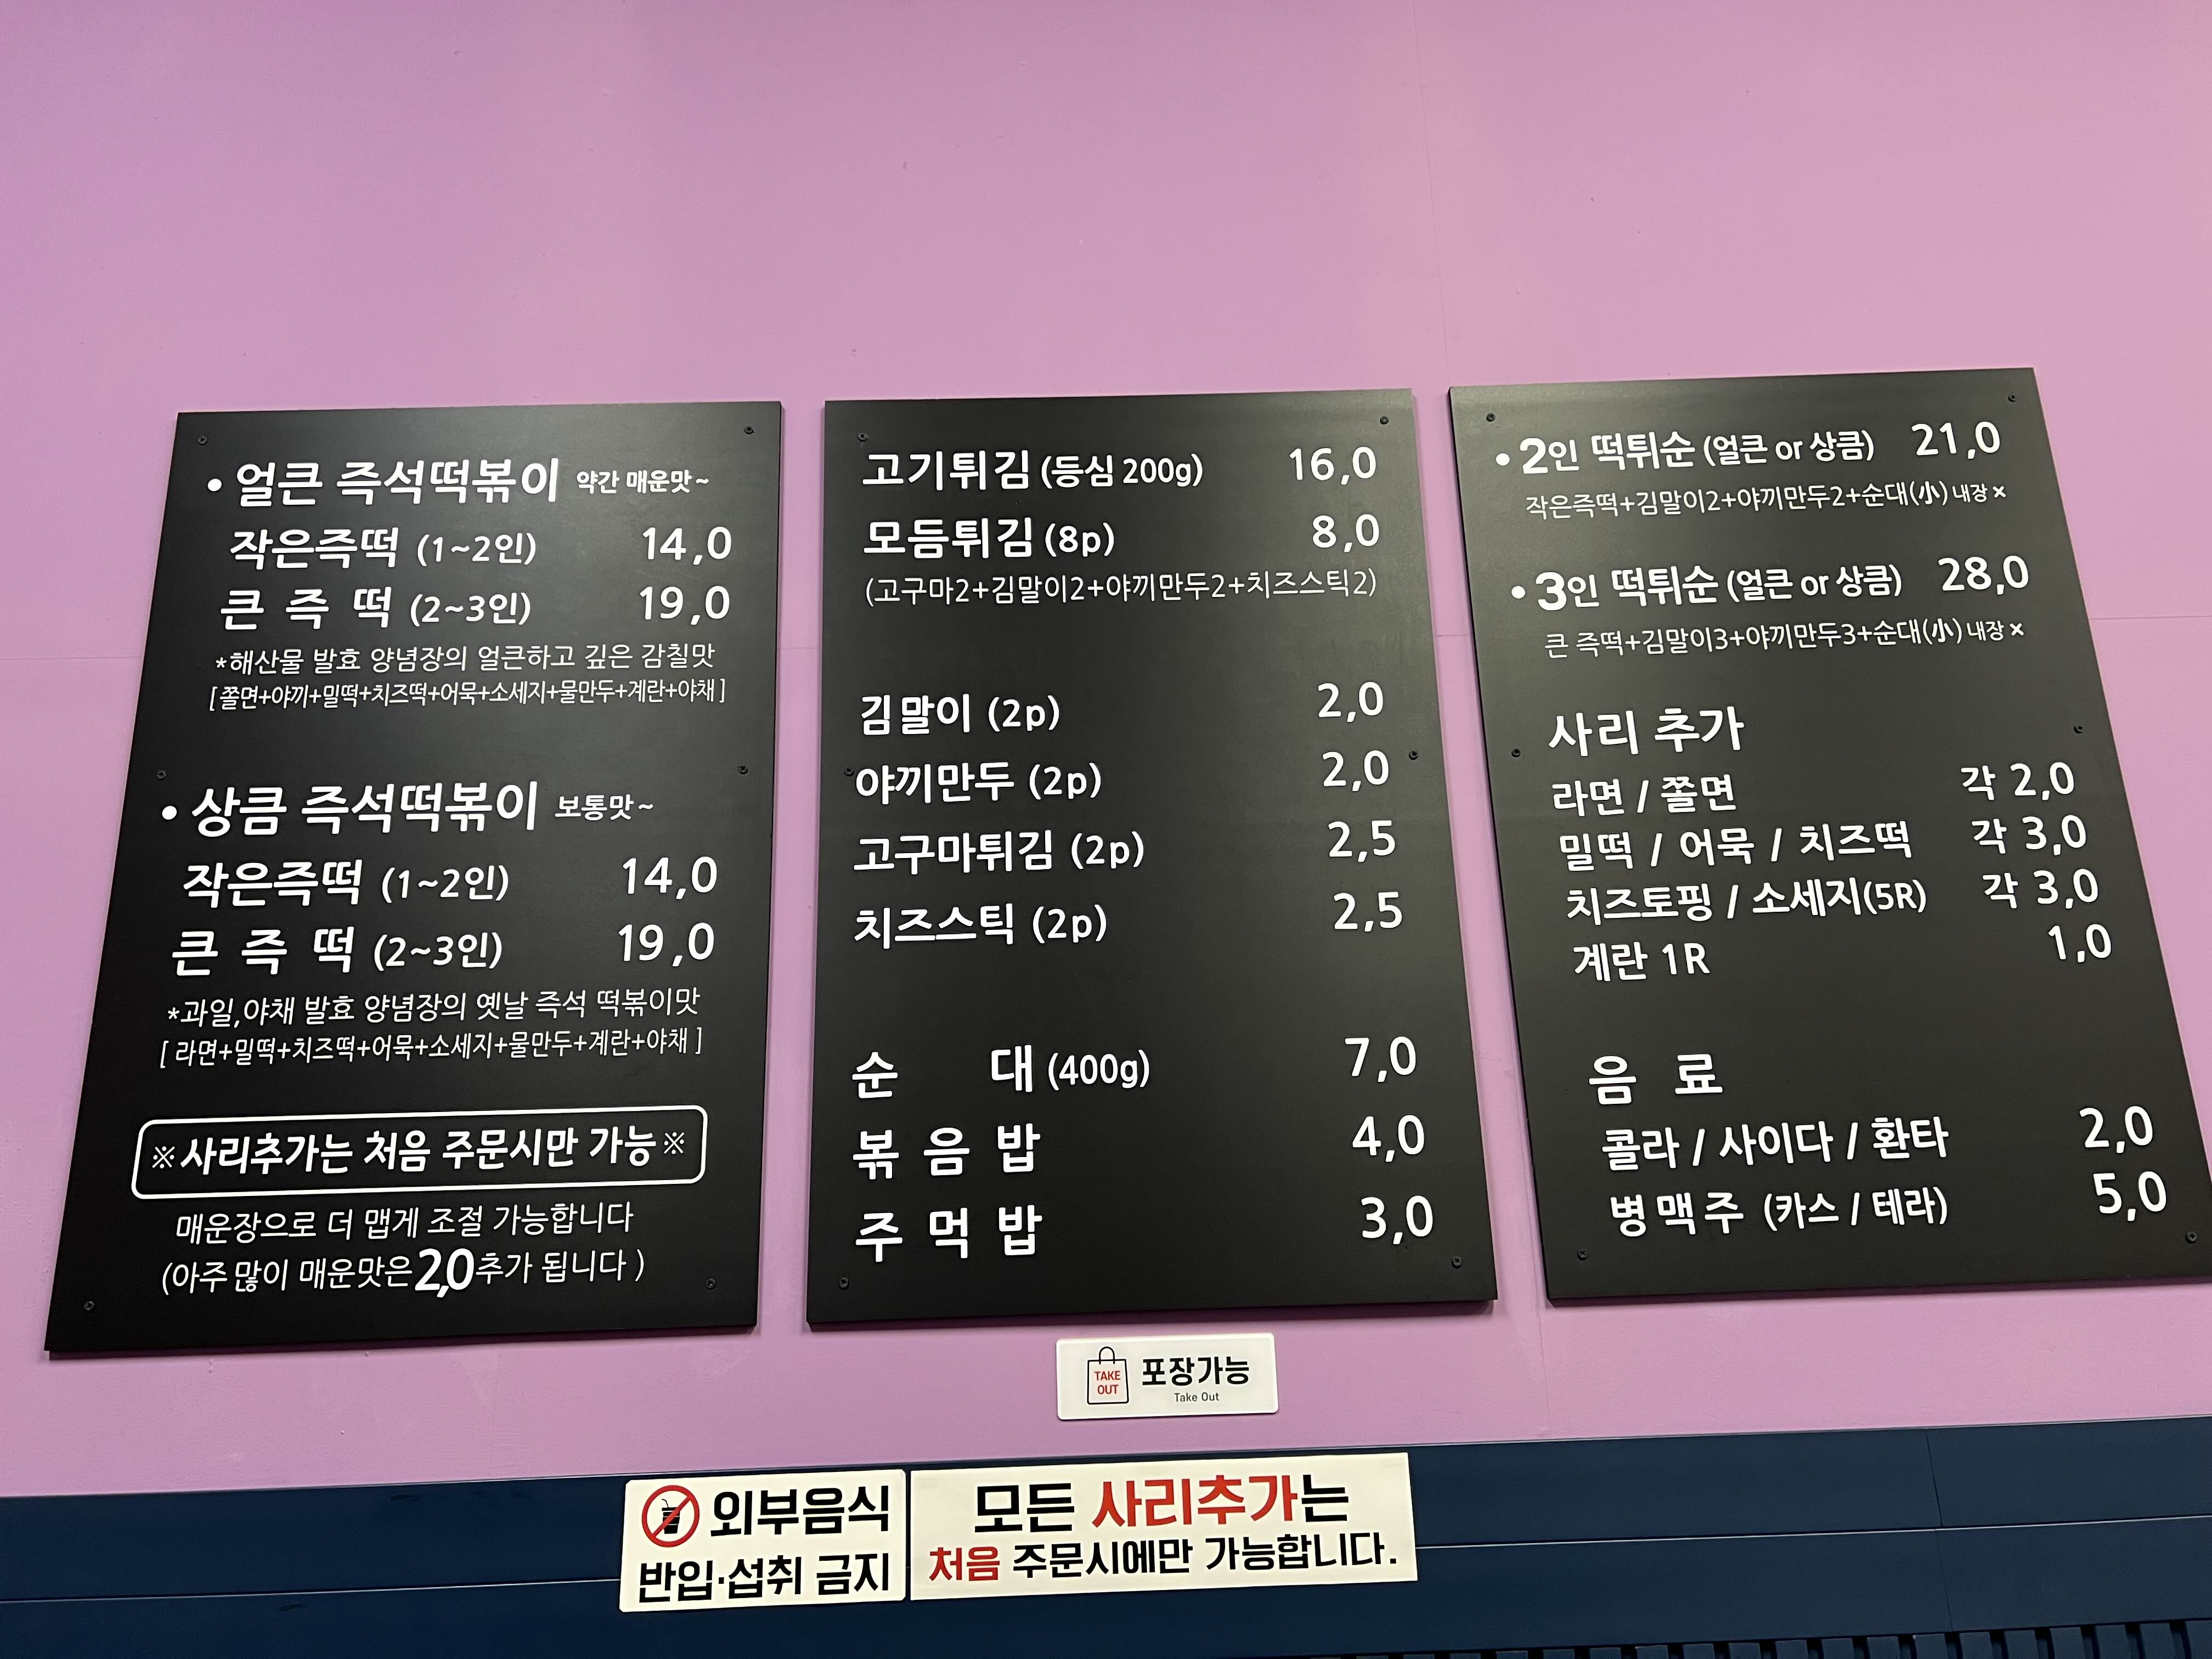 • 얼큰 즉석떡볶이 약간 매운맛~
작은즉떡 (1~2인) 14,0
큰 즉 떡 (2~3인) 19,0
*해산물 발효 양념장의 얼큰하고 깊은 감칠맛
[ 쫄면+야끼+밀떡+치즈떡+어묵+소세지+물만두+계란+야채 ]
• 상큼 즉석떡볶이 보통맛~
작은즉떡 (1~2인) 14,0
큰 즉 떡 (2~3인) 19,0
*과일,야채 발효 양념장의 옛날 즉석 떡볶이맛
[ 라면+밀떡+치즈떡+어묵+소세지+물만두+계란+야채 ]
※사리추가는 처음 주문시만 가능※
매운장으로 더 맵게 조절 가능합니다
(아주 많이 매운맛은 2,0 추가 됩니다 )
고기튀김 (등심 200g) 16,0
모듬튀김 (8p) 8,0
(고구마2+김말이2+야끼만두2+치즈스틱2)
김말이 (2p) 2,0
야끼만두 (2p) 2,0
고구마튀김 (2p) 2,5
치즈스틱 (2p) 2,5
순 대 (400g) 7,0
볶 음 밥 4,0
주 먹 밥 3,0
• 2인 떡튀순 (얼큰 or 상큼) 21,0
작은즉떡+김말이2+야끼만두2+순대(小) 내장 ×
• 3인 떡튀순 (얼큰 or 상큼) 28,0
큰 즉떡+김말이3+야끼만두3+순대(小) 내장 ×
사리 추가
라면 / 쫄면 각 2,0
밀떡 / 어묵 / 치즈떡 각 3,0
치즈토핑 / 소세지(5R) 각 3,0
계란 1R 1,0
음 료
콜라 / 사이다 / 환타 2,0
병 맥 주 (카스 / 테라) 5,0
TAKE
OUT
포장가능
Take Out
외부음식
반입·섭취 금지
모든 사리추가는
처음 주문시에만 가능합니다.